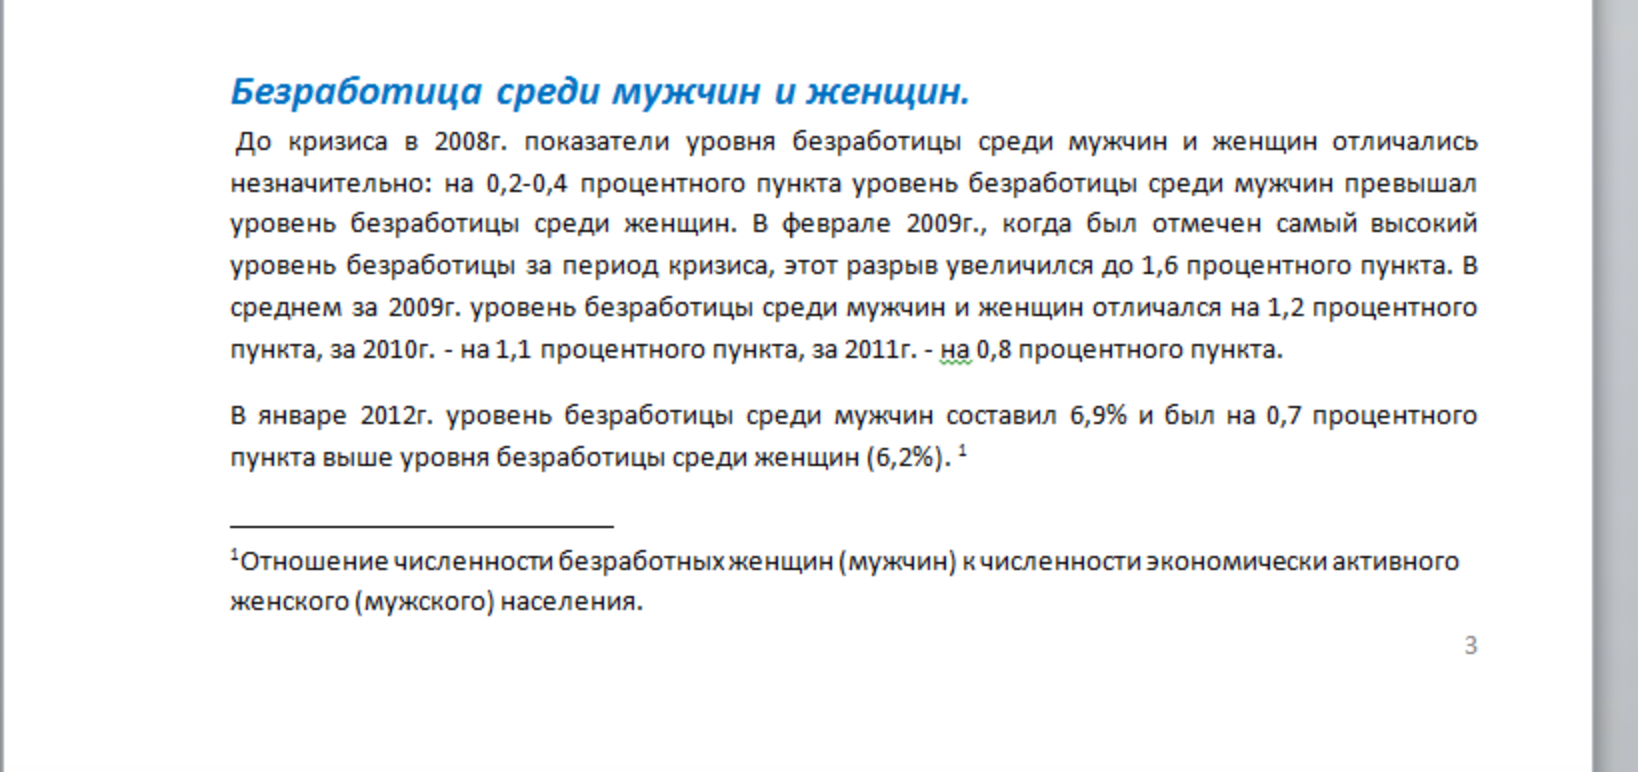 Безработица среди мужчин и женщин.
До кризиса в 2008г. показатели уровня безработицы среди мужчин и женщин отличались
незначительно: на 0,2-0,4 процентного пункта уровень безработицы среди мужчин превышал
уровень безработицы среди женщин. В феврале 2009г., когда был отмечен самый высокий
уровень безработицы за период кризиса, этот разрыв увеличился до 1,6 процентного пункта. В
среднем за 2009г. уровень безработицы среди мужчин и женщин отличался на 1,2 процентного
пункта, за 2010г. - на 1,1 процентного пункта, за 2011г. - на 0,8 процентного пункта.
В январе 2012г. уровень безработицы среди мужчин составил 6,9% и был на 0,7 процентного
пункта выше уровня безработицы среди женщин (6,2%). ¹
¹Отношение численности безработных женщин (мужчин) к численности экономически активного
женского (мужского) населения.
3